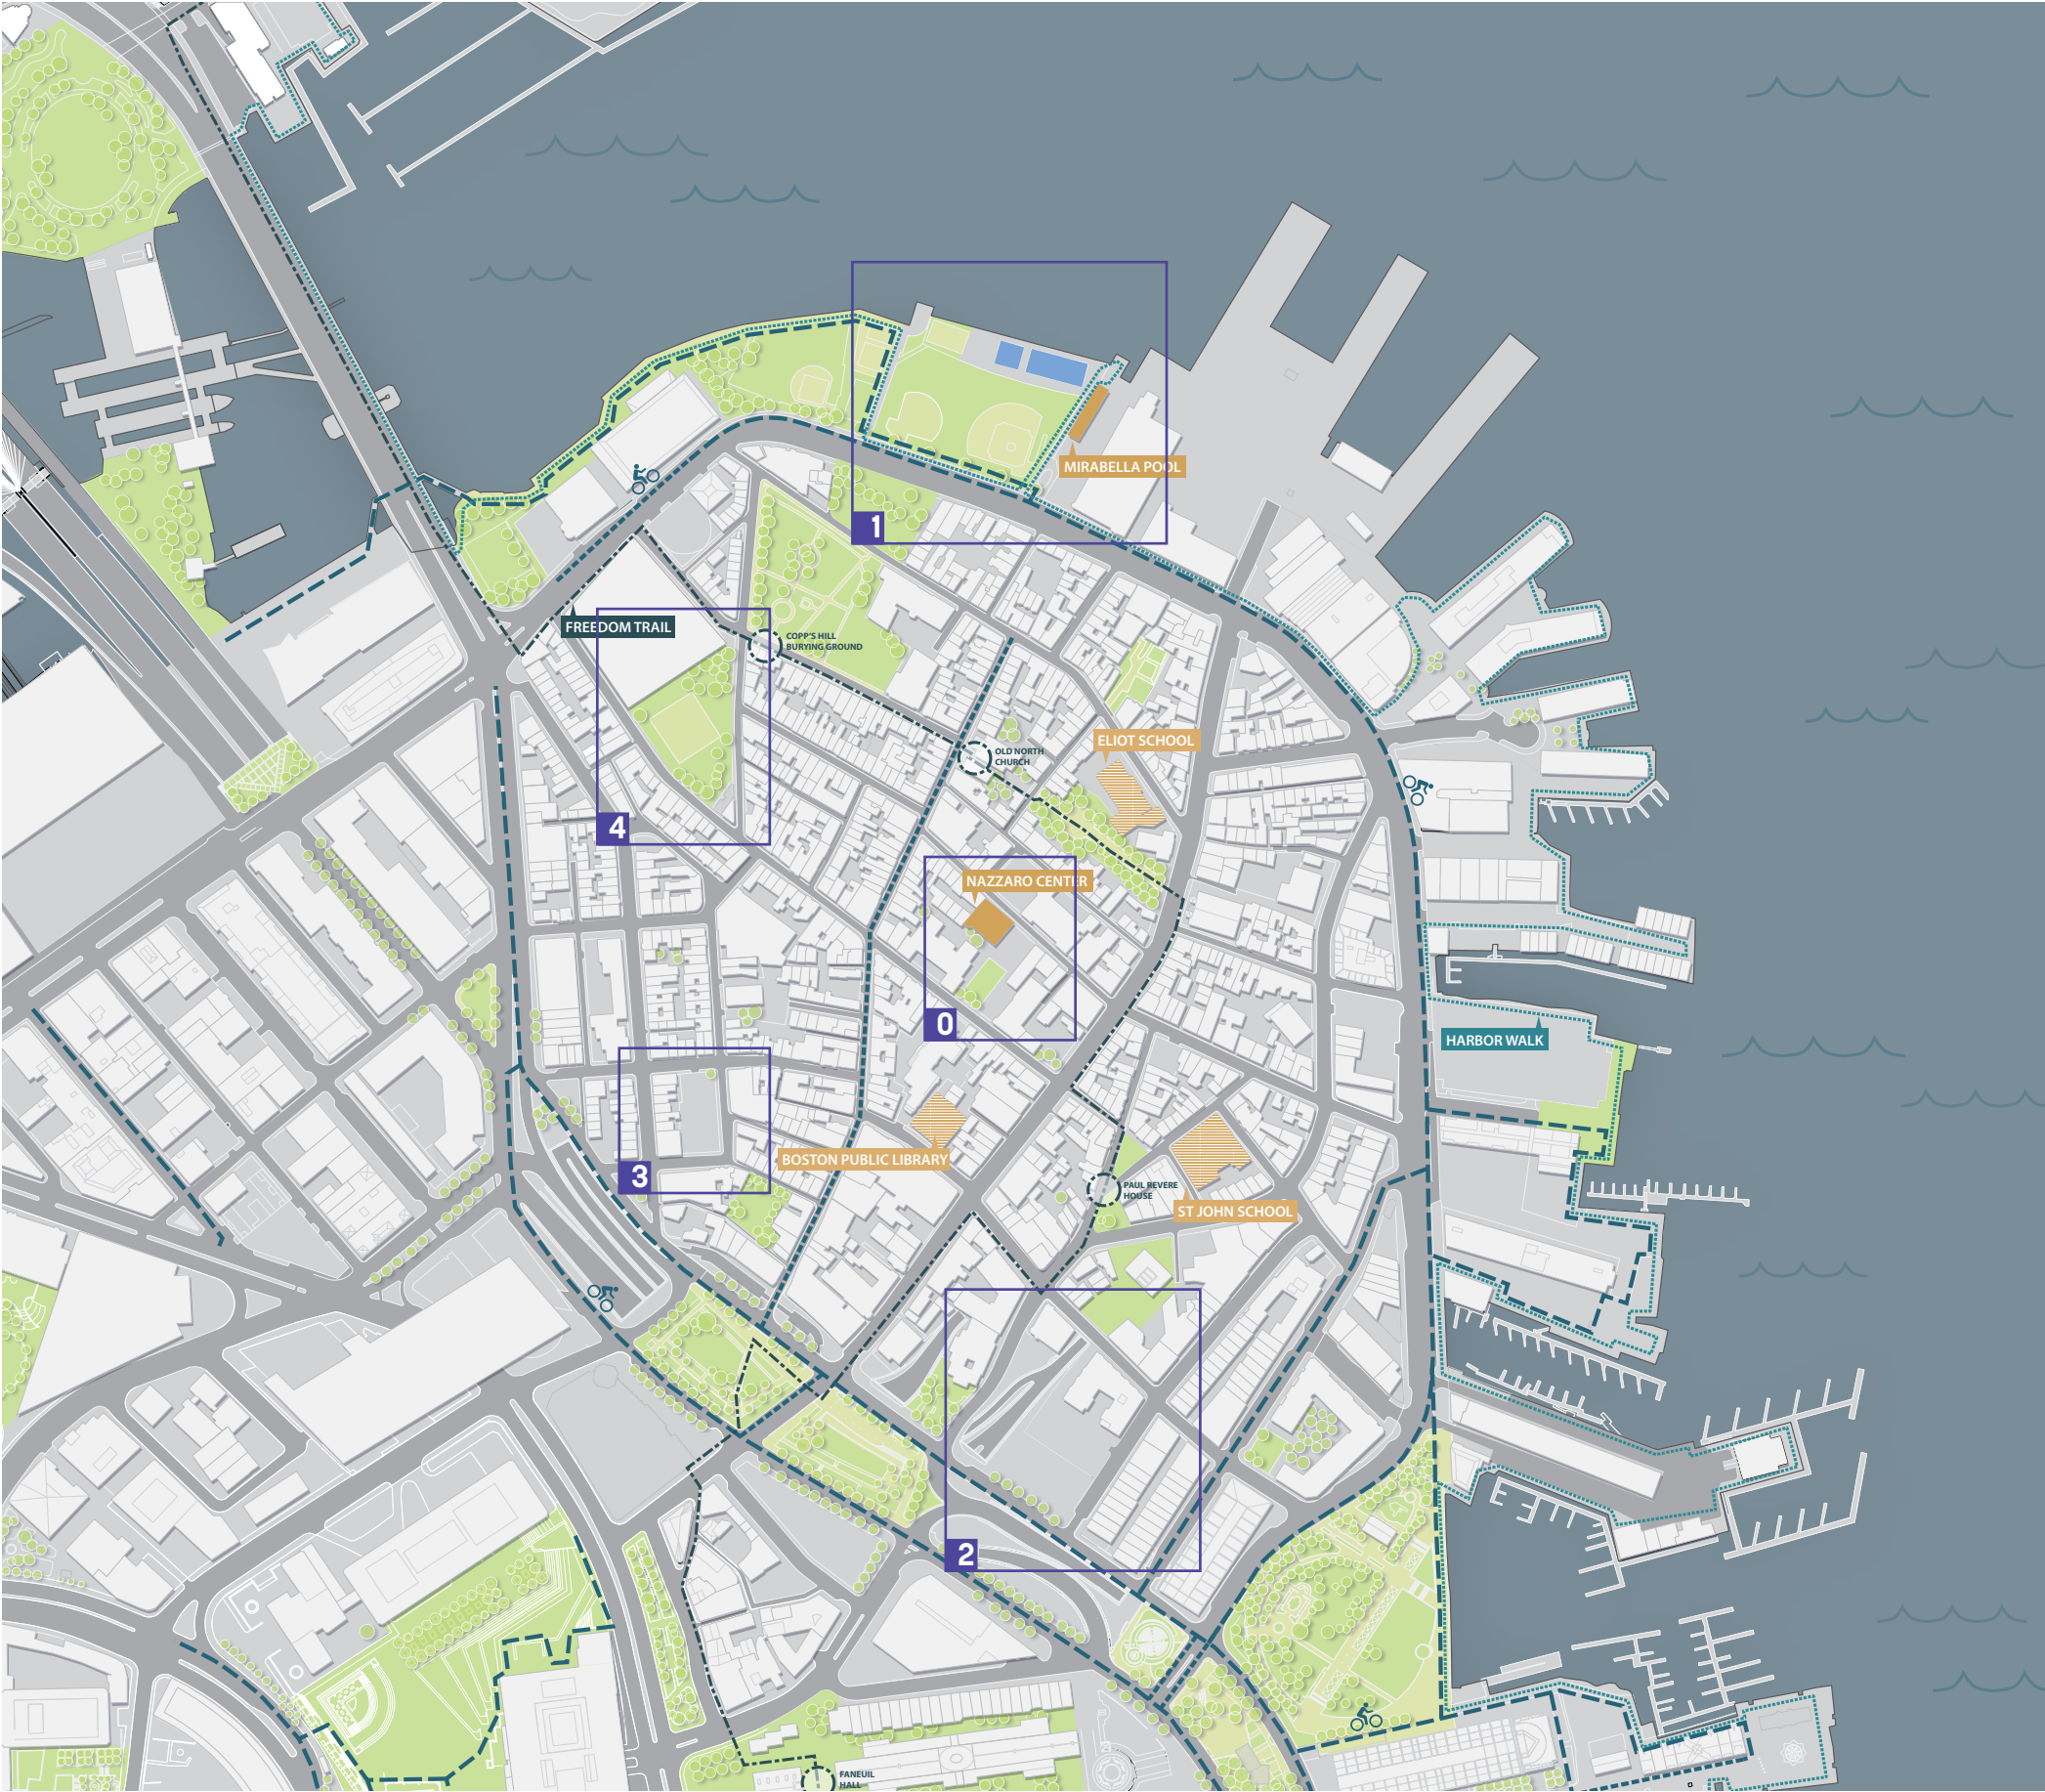 MIRABELLA POOL
1
FREEDOM TRAIL
COPP'S HILL
BURYING GROUND
ELIOT SCHOOL
OLD NORTH
CHURCH
4
NAZZARO CENTER
0
HARBOR WALK
BOSTON PUBLIC LIBRARY
3
PAUL REVERE
HOUSE
ST JOHN SCHOOL
2
FANEUIL
HALL